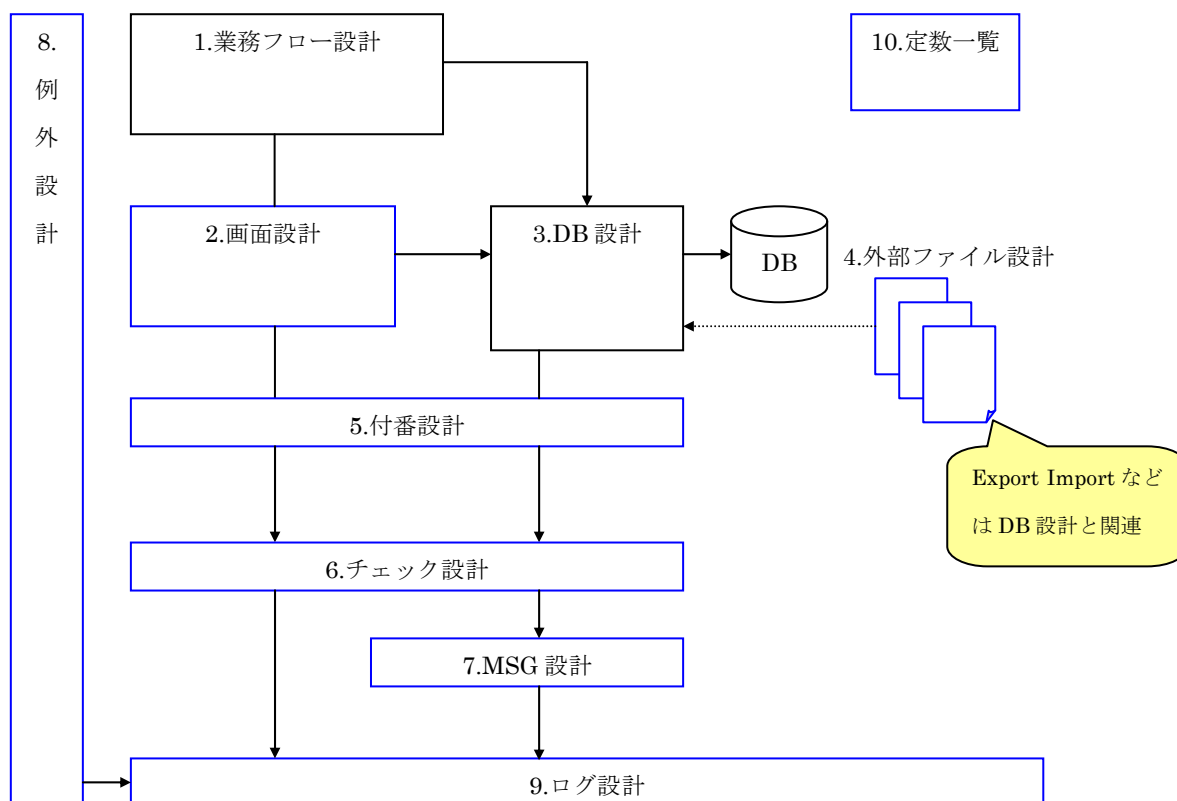 8.
例
外
設
計
1.業務フロー設計
10.定数一覧
2.画面設計
3.DB 設計
DB
4.外部ファイル設計
5.付番設計
Export Import など
は DB 設計と関連
6.チェック設計
7.MSG 設計
9.ログ設計